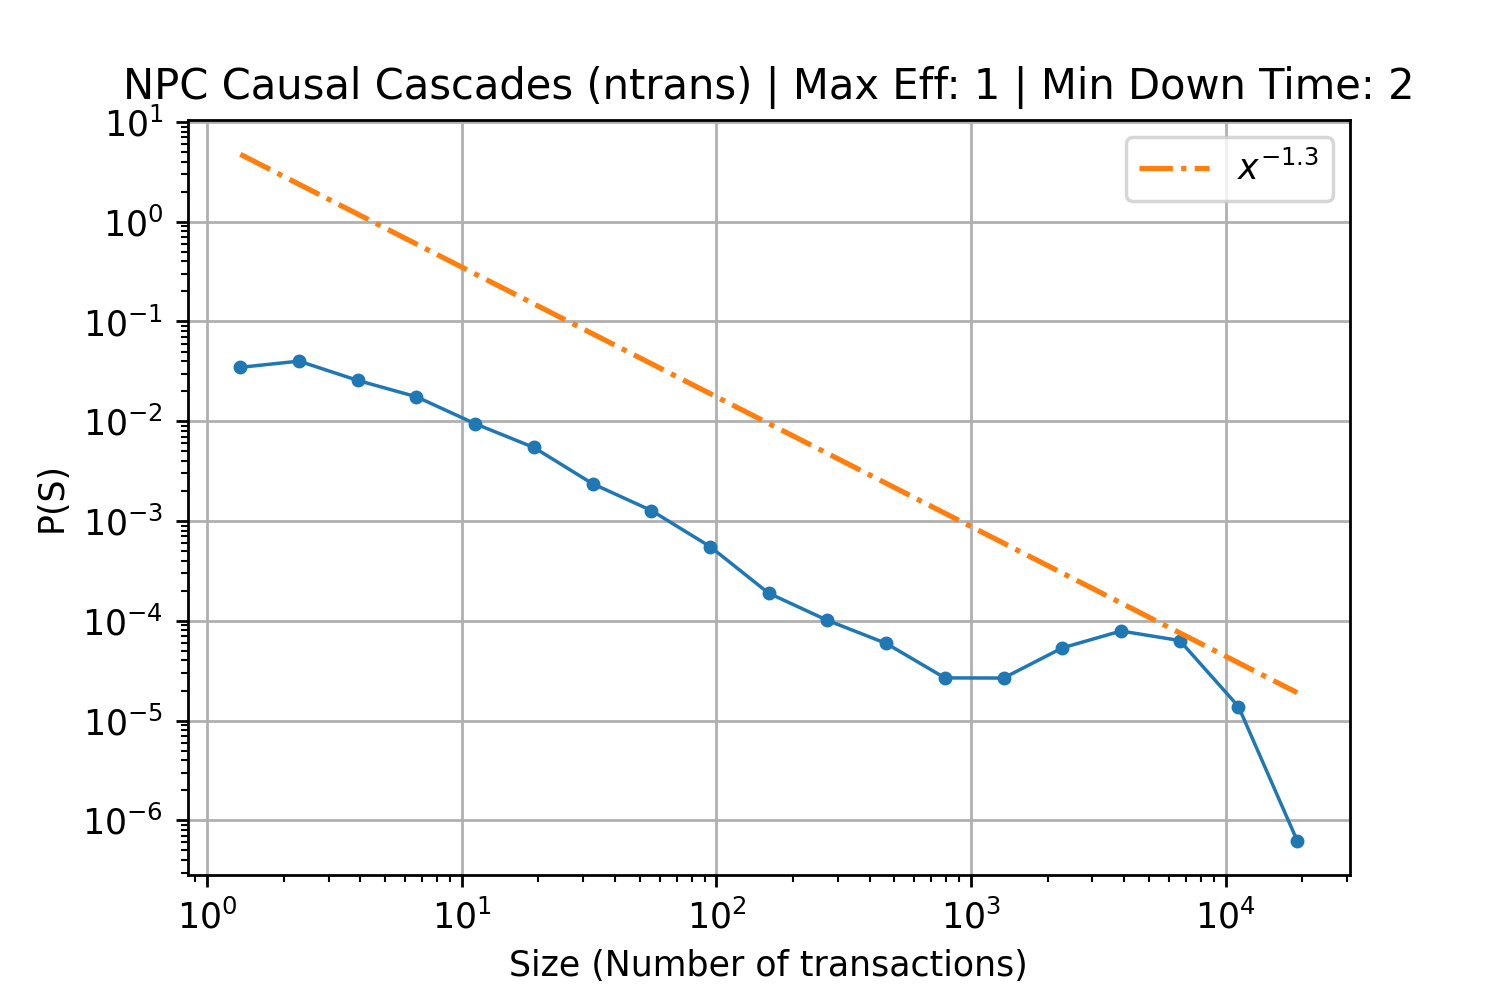 NPC Causal Cascades (ntrans) | Max Eff: 1 | Min Down Time: 2
10^1
10^0
10^-1
10^-2
10^-3
10^-4
10^-5
10^-6
P(S)
x^-1.3
10^0 10^1 10^2 10^3 10^4
Size (Number of transactions)